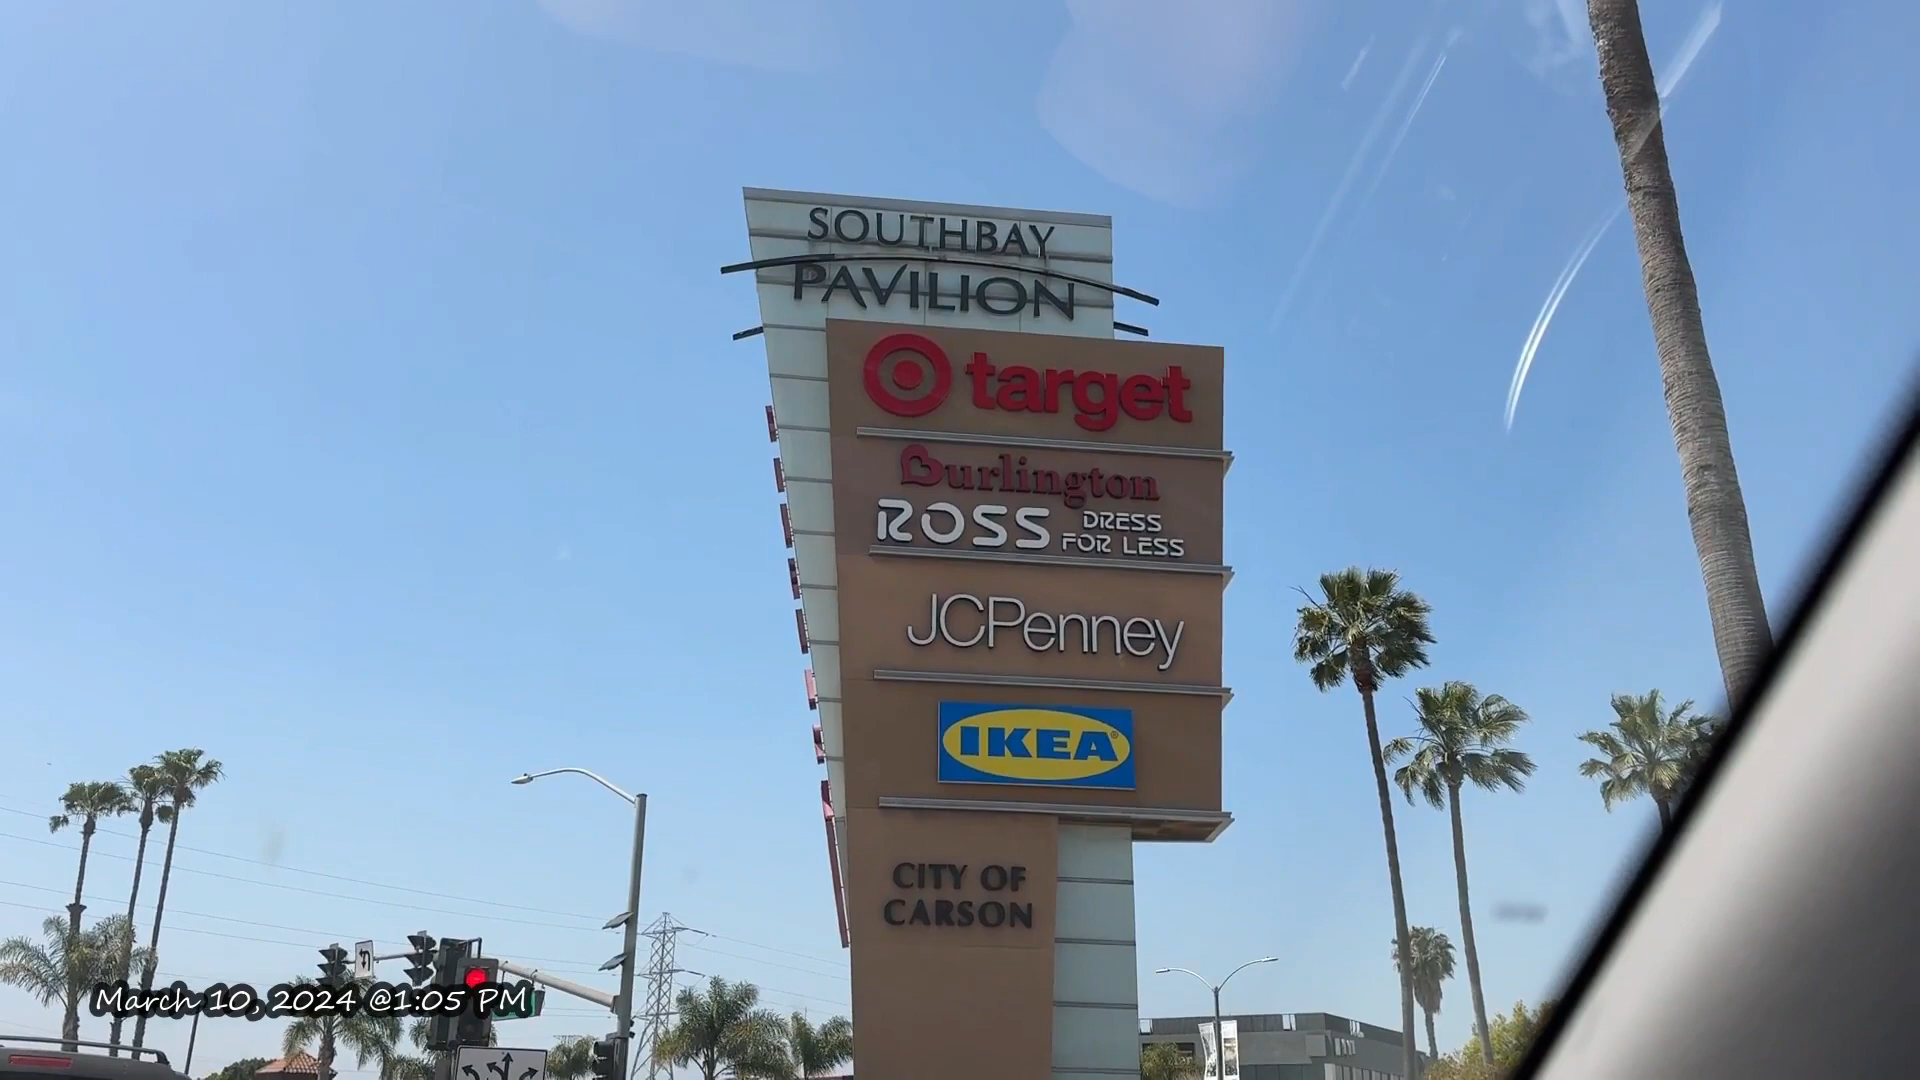 SOUTHBAY
PAVILION
target
Burlington
ROSS DRESS
FOR LESS
JCPenney
IKEA®
CITY OF
CARSON
March 10, 2024 @1:05 PM